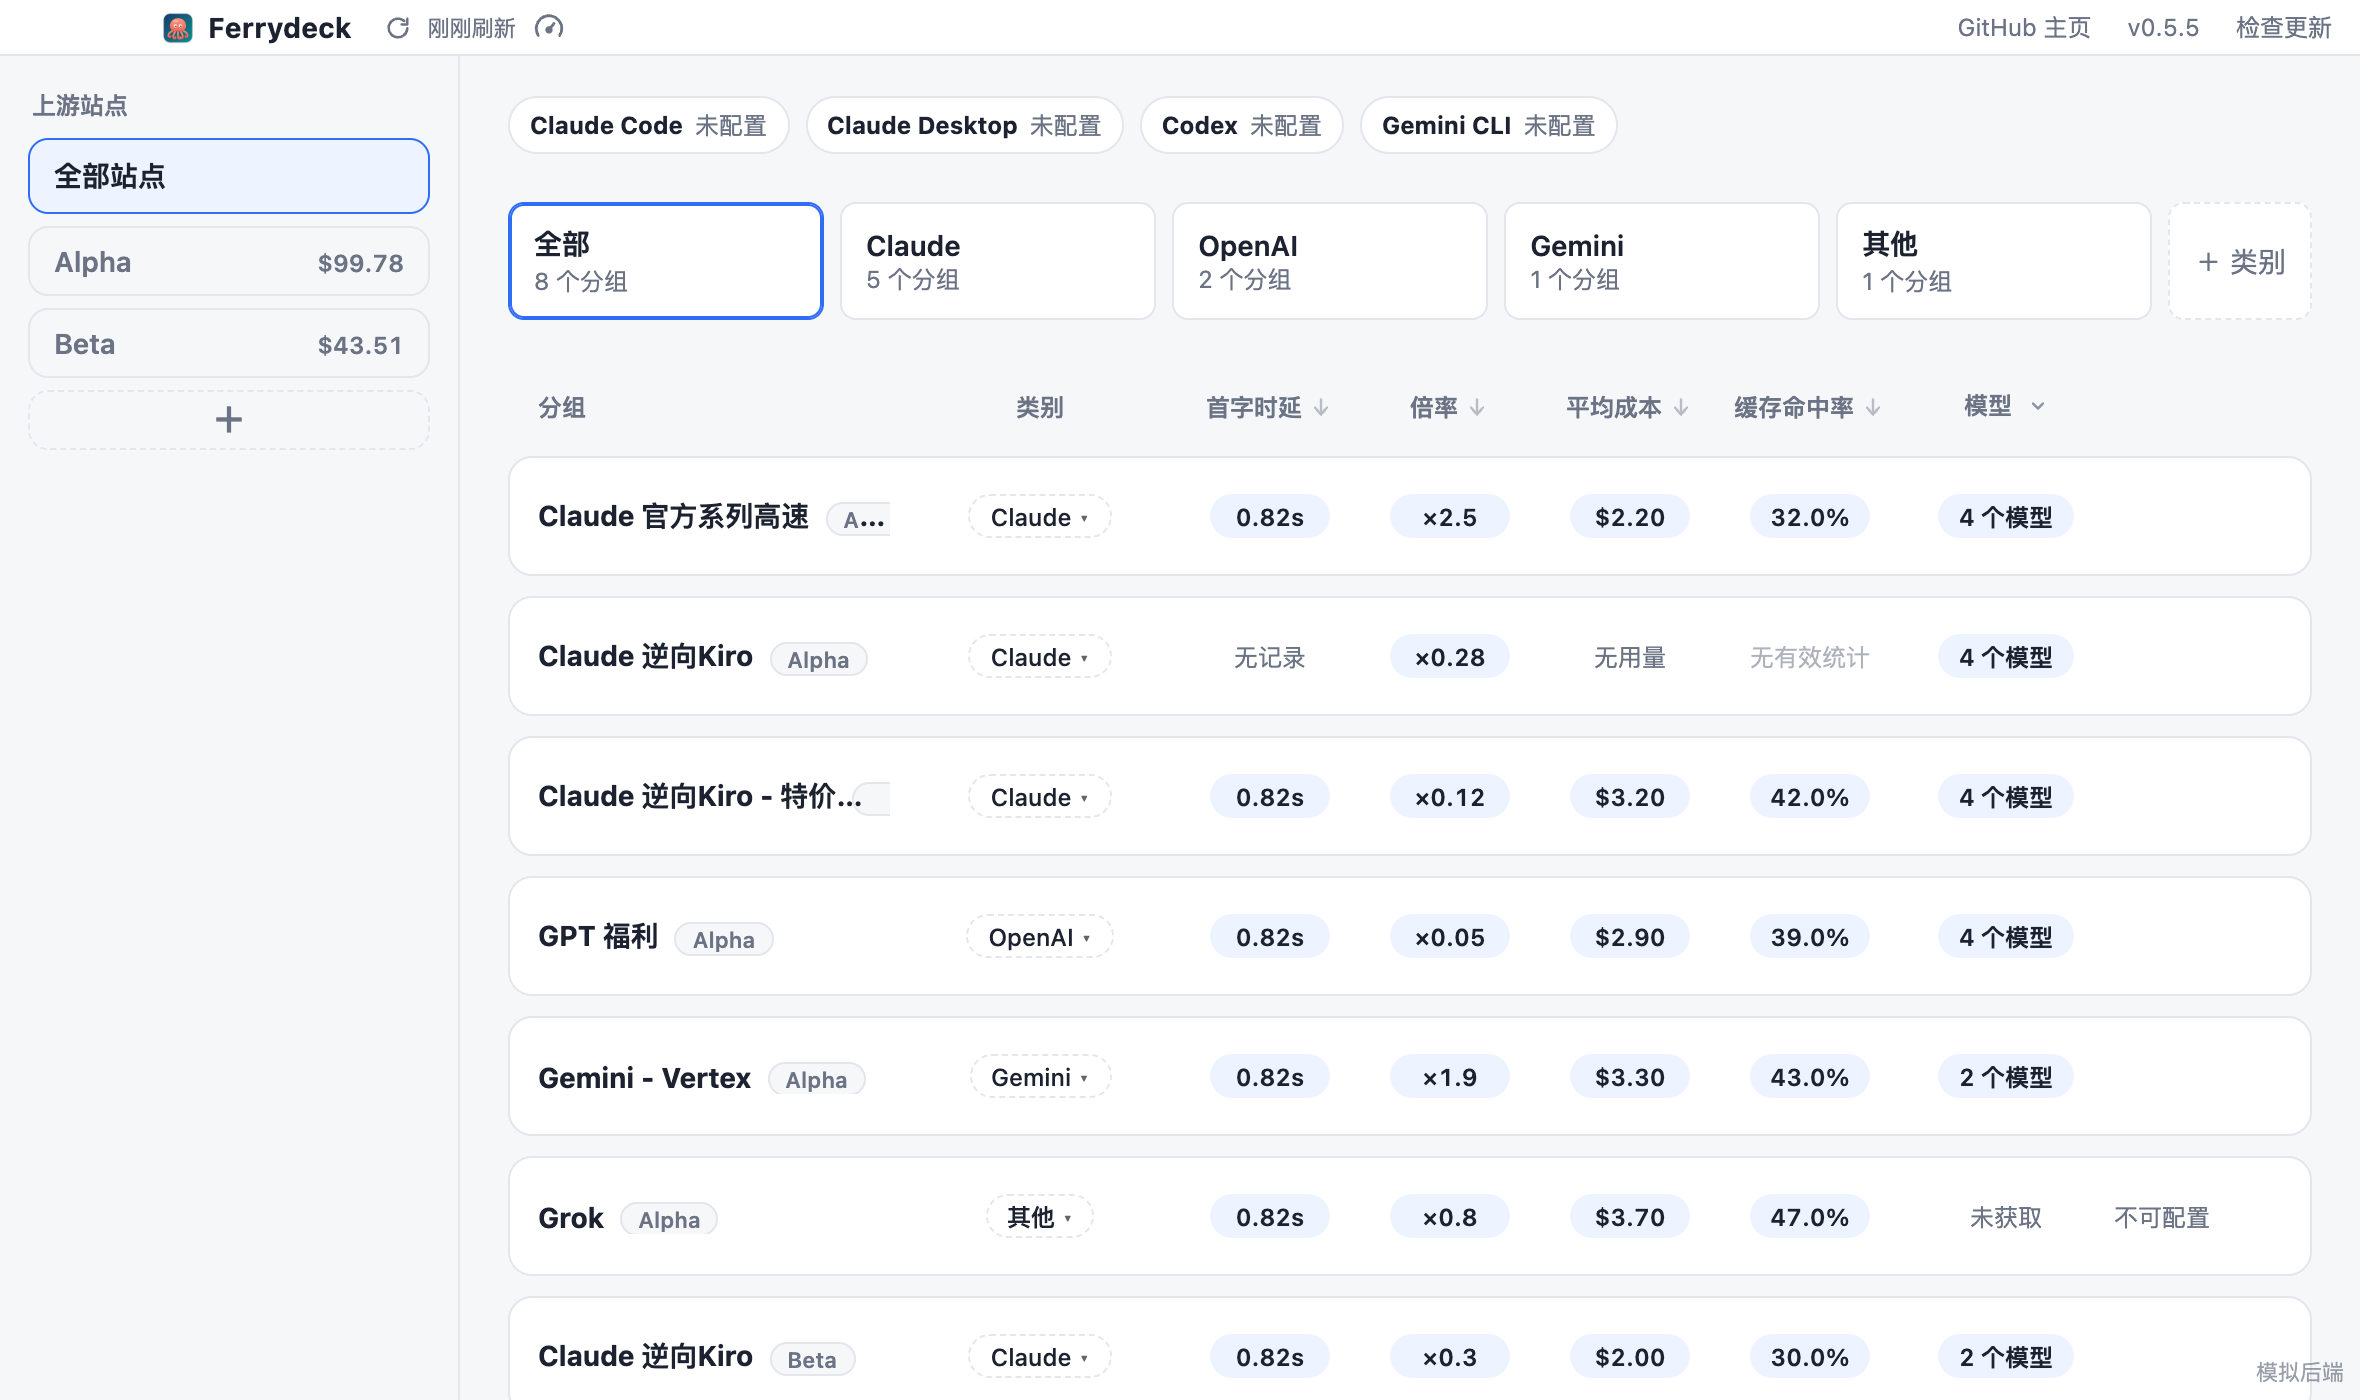 Ferrydeck 刚刚刷新 GitHub 主页 v0.5.5 检查更新
上游站点
全部站点
Alpha $99.78
Beta $43.51
+
Claude Code 未配置 Claude Desktop 未配置 Codex 未配置 Gemini CLI 未配置
全部 Claude OpenAI Gemini 其他
8 个分组 5 个分组 2 个分组 1 个分组 1 个分组
+ 类别
分组 类别 首字时延 ↓ 倍率 ↓ 平均成本 ↓ 缓存命中率 ↓ 模型
Claude 官方系列高速 A... Claude 0.82s ×2.5 $2.20 32.0% 4 个模型
Claude 逆向Kiro Alpha Claude 无记录 ×0.28 无用量 无有效统计 4 个模型
Claude 逆向Kiro - 特价... Claude 0.82s ×0.12 $3.20 42.0% 4 个模型
GPT 福利 Alpha OpenAI 0.82s ×0.05 $2.90 39.0% 4 个模型
Gemini - Vertex Alpha Gemini 0.82s ×1.9 $3.30 43.0% 2 个模型
Grok Alpha 其他 0.82s ×0.8 $3.70 47.0% 未获取 不可配置
Claude 逆向Kiro Beta Claude 0.82s ×0.3 $2.00 30.0% 2 个模型
模拟后端